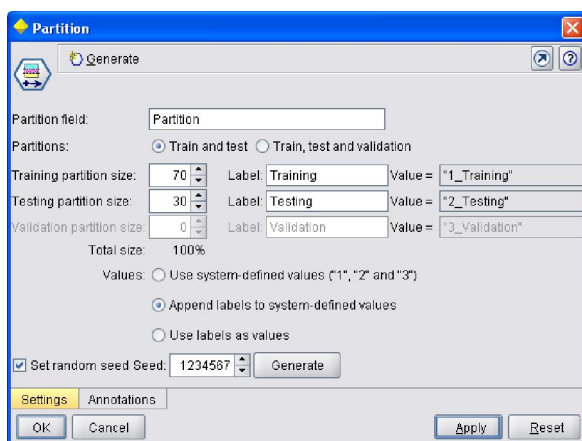 Partition
Generate
Partition field: Partition
Partitions: Train and test Train, test and validation
Training partition size: 70 Label: Training Value = "1_Training"
Testing partition size: 30 Label: Testing Value = "2_Testing"
Validation partition size: 0 Label: Validation Value = "3_Validation"
Total size: 100%
Values: Use system-defined values ("1", "2" and "3")
Append labels to system-defined values
Use labels as values
Set random seed Seed: 1234567 Generate
Settings Annotations
OK Cancel Apply Reset